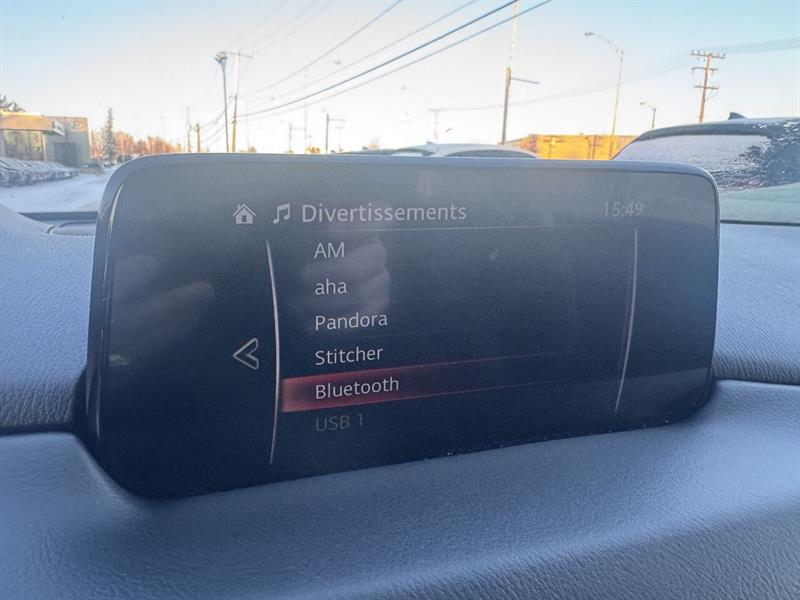 Divertissements 15:49
AM
aha
Pandora
Stitcher
Bluetooth
USB 1